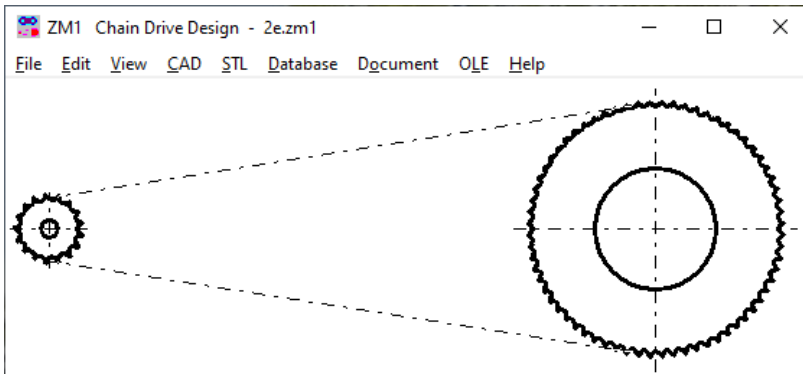 ZM1 Chain Drive Design - 2e.zm1
File Edit View CAD STL Database Document OLE Help